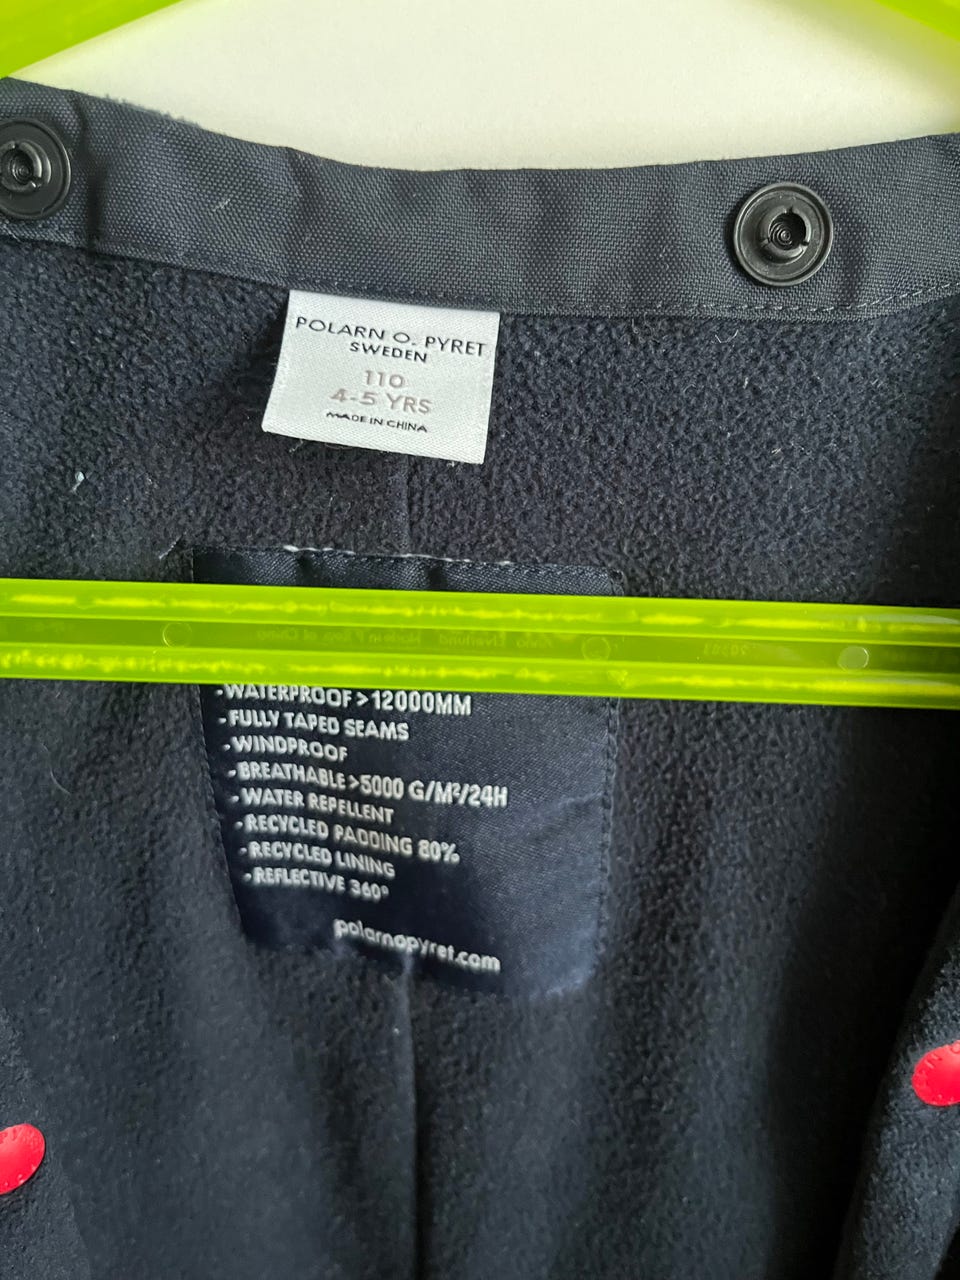 POLARN O. PYRET
SWEDEN
110
4-5 YRS
MADE IN CHINA
-WATERPROOF > 12000MM
-FULLY TAPED SEAMS
-WINDPROOF
-BREATHABLE >5000 G/M²/24H
-WATER REPELLENT
-RECYCLED PADDING 80%
-RECYCLED LINING
-REFLECTIVE 360°
polarnopyret.com